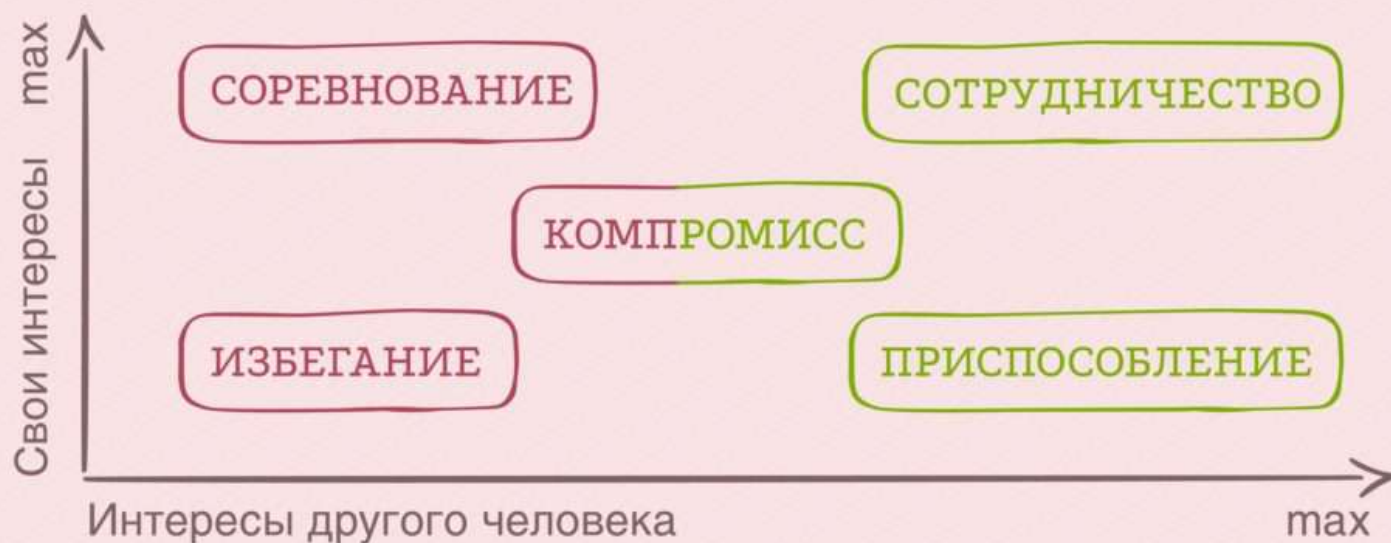 Свои интересы max
СОРЕВНОВАНИЕ
СОТРУДНИЧЕСТВО
КОМПРОМИСС
ИЗБЕГАНИЕ
ПРИСПОСОБЛЕНИЕ
Интересы другого человека max